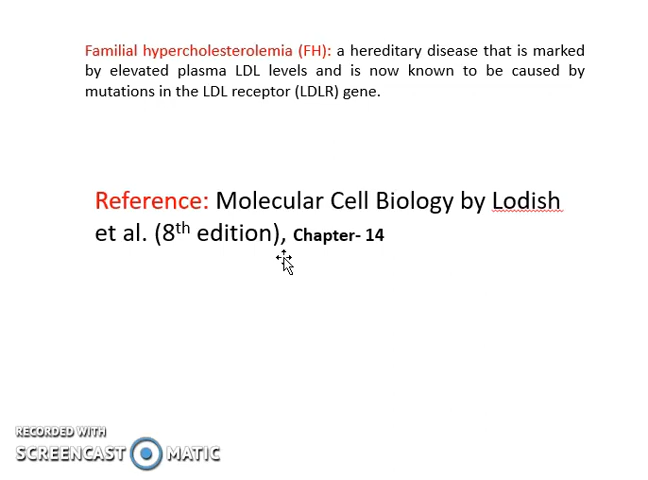 Familial hypercholesterolemia (FH): a hereditary disease that is marked
by elevated plasma LDL levels and is now known to be caused by
mutations in the LDL receptor (LDLR) gene.
Reference: Molecular Cell Biology by Lodish
et al. (8th edition), Chapter- 14
RECORDED WITH
SCREENCAST MATIC